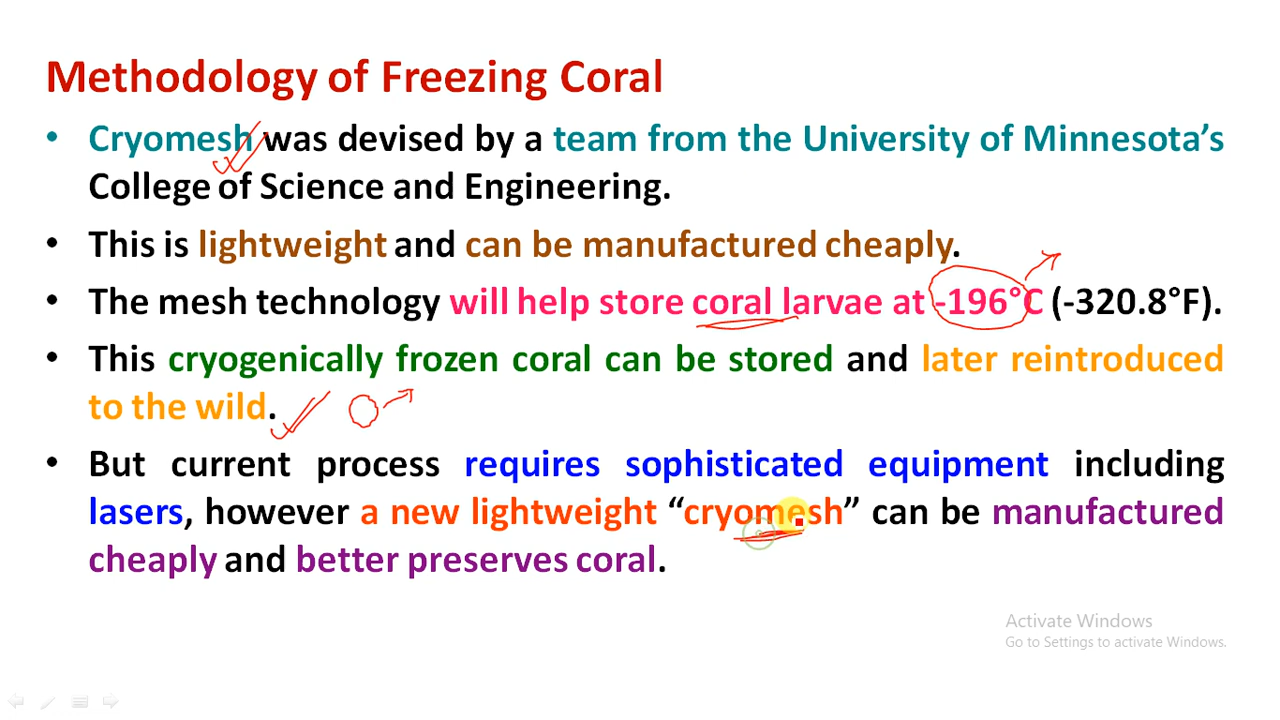 Methodology of Freezing Coral
• Cryomesh was devised by a team from the University of Minnesota’s
College of Science and Engineering.
• This is lightweight and can be manufactured cheaply.
• The mesh technology will help store coral larvae at -196°C (-320.8°F).
• This cryogenically frozen coral can be stored and later reintroduced
to the wild.
• But current process requires sophisticated equipment including
lasers, however a new lightweight “cryomesh” can be manufactured
cheaply and better preserves coral.
Activate Windows
Go to Settings to activate Windows.